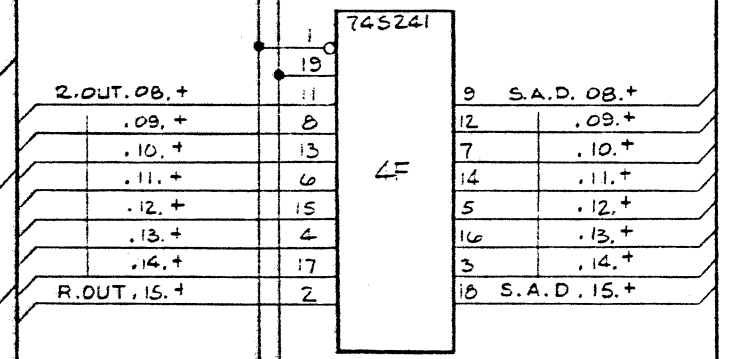 74S241
1
19
R.OUT.08.+ 11 9 S.A.D. 08.+
.09.+ 8 12 .09.+
.10.+ 13 7 .10.+
.11.+ 6 4F 14 .11.+
.12.+ 15 5 .12.+
.13.+ 4 16 .13.+
.14.+ 17 3 .14.+
R.OUT.15.+ 2 18 S.A.D.15.+